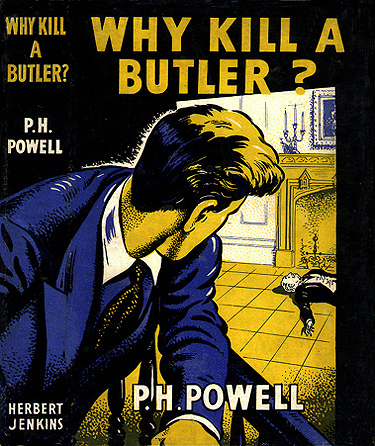 WHY KILL
A
BUTLER?
P.H.
POWELL
HERBERT
JENKINS
WHY KILL A
BUTLER ?
P.H. POWELL